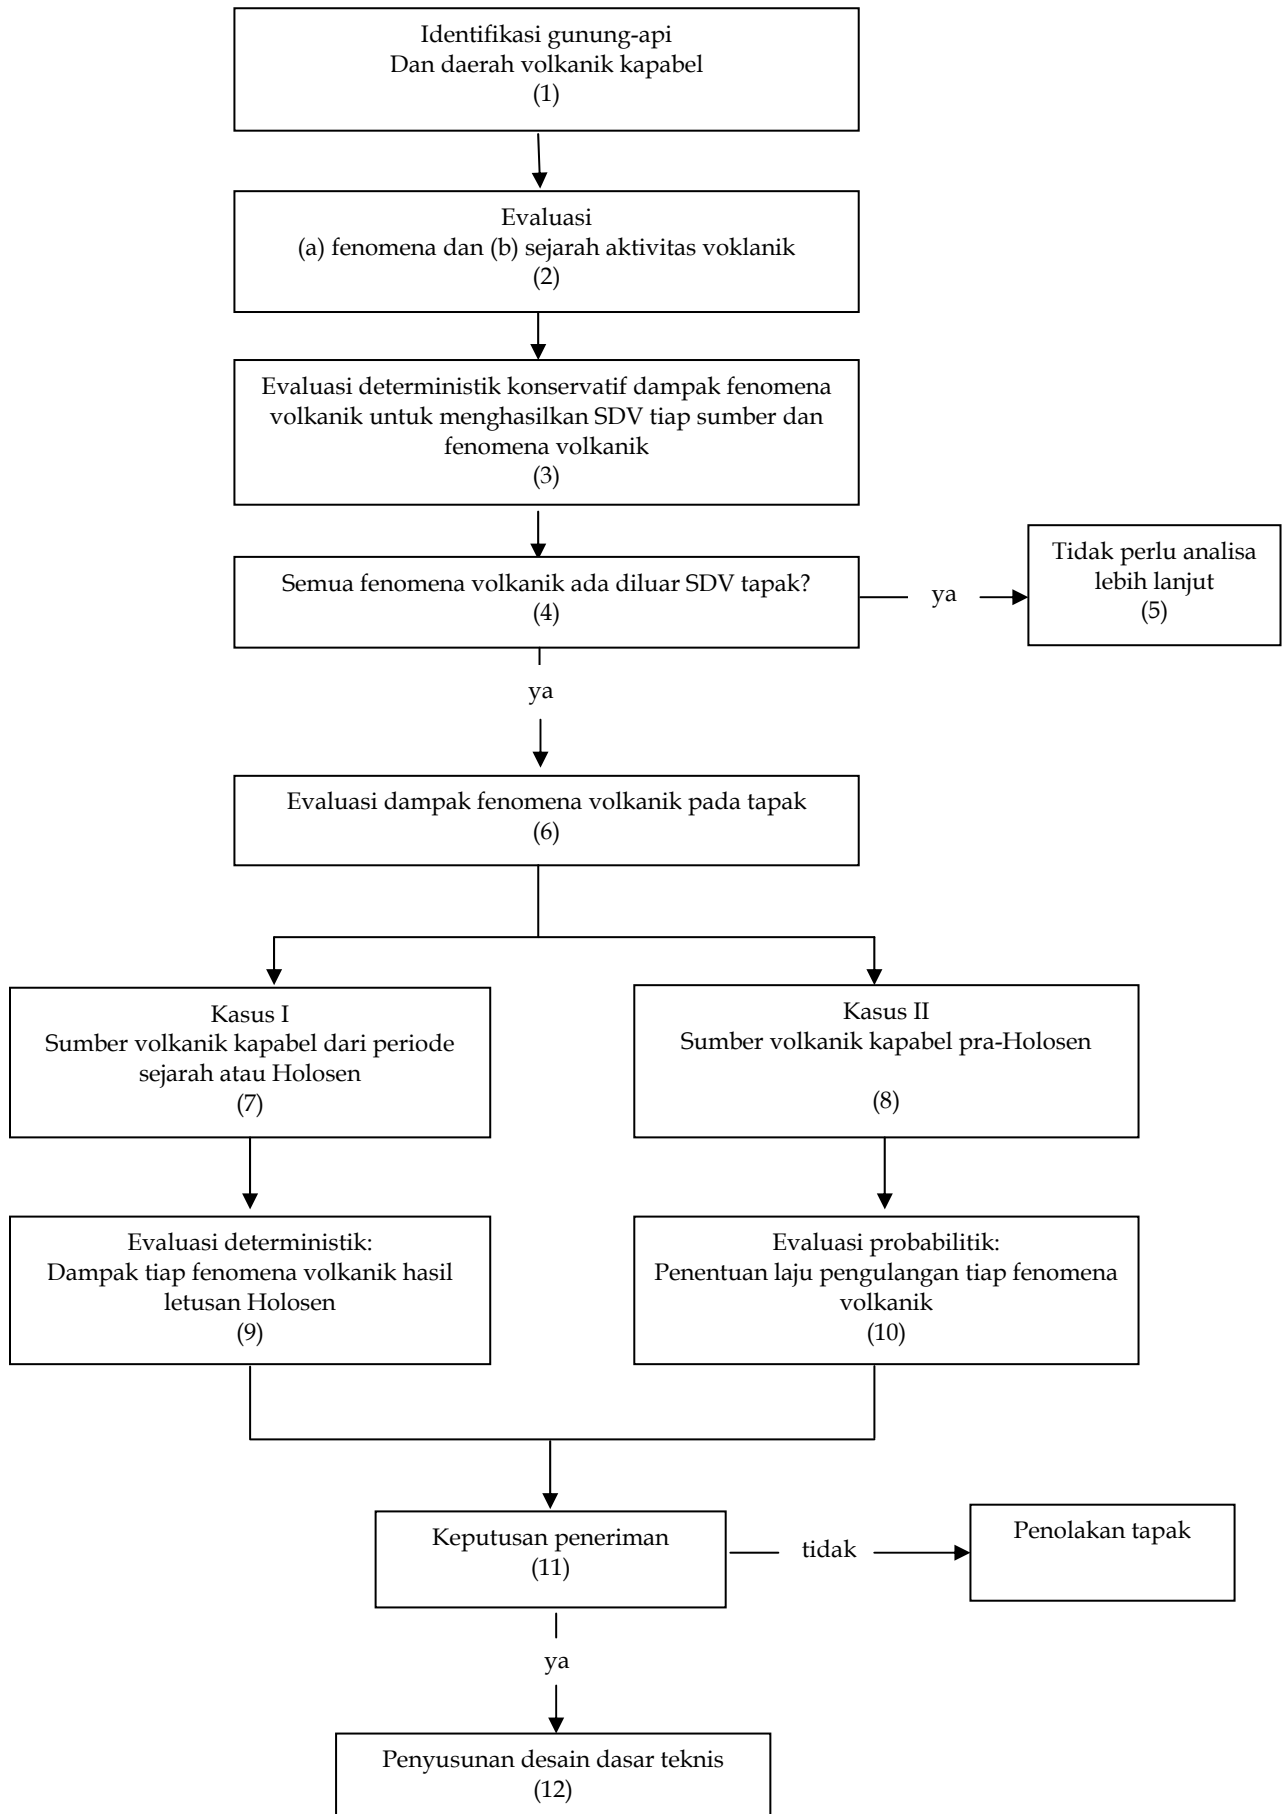 Identifikasi gunung-api
Dan daerah volkanik kapabel
(1)
Evaluasi
(a) fenomena dan (b) sejarah aktivitas voklanik
(2)
Evaluasi deterministik konservatif dampak fenomena
volkanik untuk menghasilkan SDV tiap sumber dan
fenomena volkanik
(3)
Semua fenomena volkanik ada diluar SDV tapak?
(4)
ya
Tidak perlu analisa
lebih lanjut
(5)
ya
Evaluasi dampak fenomena volkanik pada tapak
(6)
Kasus I
Sumber volkanik kapabel dari periode
sejarah atau Holosen
(7)
Kasus II
Sumber volkanik kapabel pra-Holosen
(8)
Evaluasi deterministik:
Dampak tiap fenomena volkanik hasil
letusan Holosen
(9)
Evaluasi probabilitik:
Penentuan laju pengulangan tiap fenomena
volkanik
(10)
Keputusan peneriman
(11)
tidak
Penolakan tapak
ya
Penyusunan desain dasar teknis
(12)